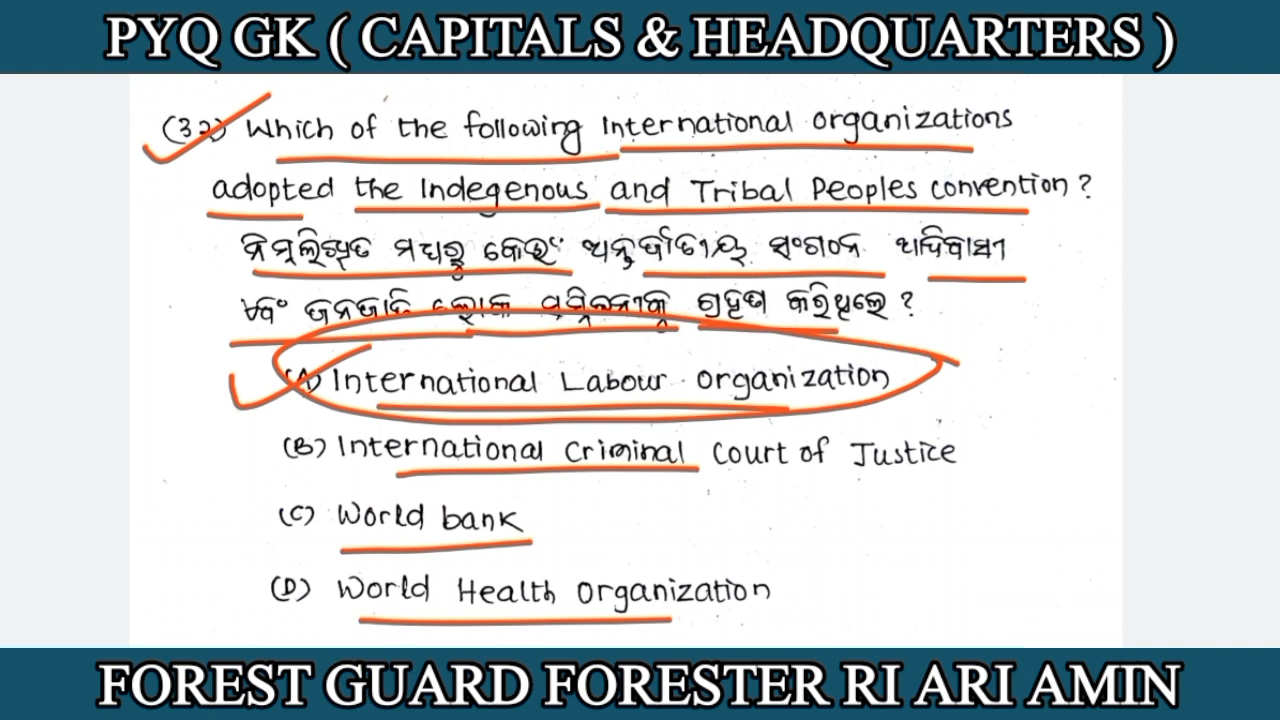 PYQ GK ( CAPITALS & HEADQUARTERS )
(32) Which of the following International organizations
adopted the Indegenous and Tribal Peoples convention?
ନିମ୍ନଲିଖିତ ମଧ୍ୟରୁ କେଉଁ ଅନ୍ତର୍ଜାତୀୟ ସଂଗଠନ ଆଦିବାସୀ
ଏବଂ ଜନଜାତି ଲୋକ ସମ୍ମିଳନୀକୁ ଗ୍ରହଣ କରିଥିଲେ ?
(A) International Labour organization
(B) International Criminal Court of Justice
(C) World bank
(D) World Health Organization
FOREST GUARD FORESTER RI ARI AMIN